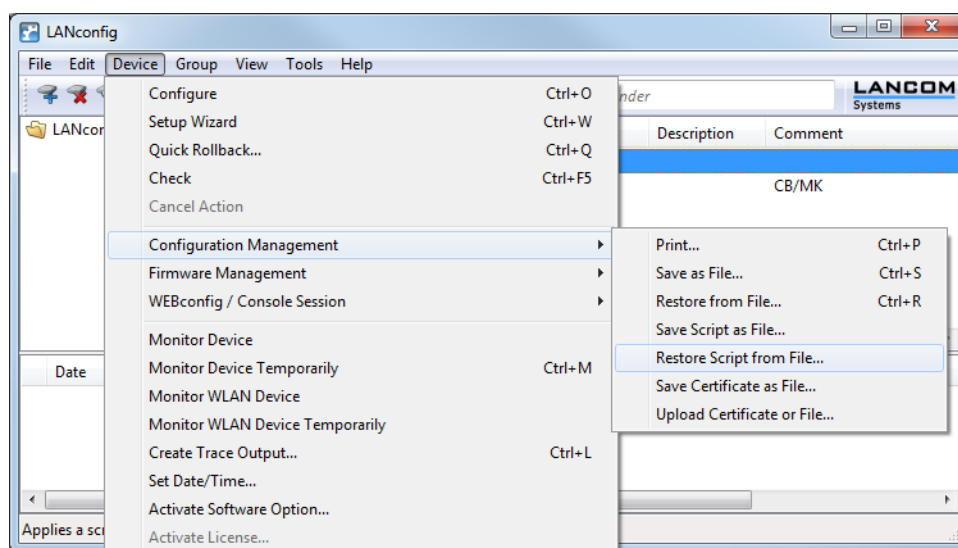 LANconfig
File Edit Device Group View Tools Help
LANCOM
Systems
Configure Ctrl+O
Setup Wizard Ctrl+W
Quick Rollback... Ctrl+Q
Check Ctrl+F5
Cancel Action
Configuration Management
Firmware Management
WEBconfig / Console Session
Monitor Device
Monitor Device Temporarily Ctrl+M
Monitor WLAN Device
Monitor WLAN Device Temporarily
Create Trace Output... Ctrl+L
Set Date/Time...
Activate Software Option...
Activate License...
Description Comment
CB/MK
Print... Ctrl+P
Save as File... Ctrl+S
Restore from File... Ctrl+R
Save Script as File...
Restore Script from File...
Save Certificate as File...
Upload Certificate or File...
Date
Applies a